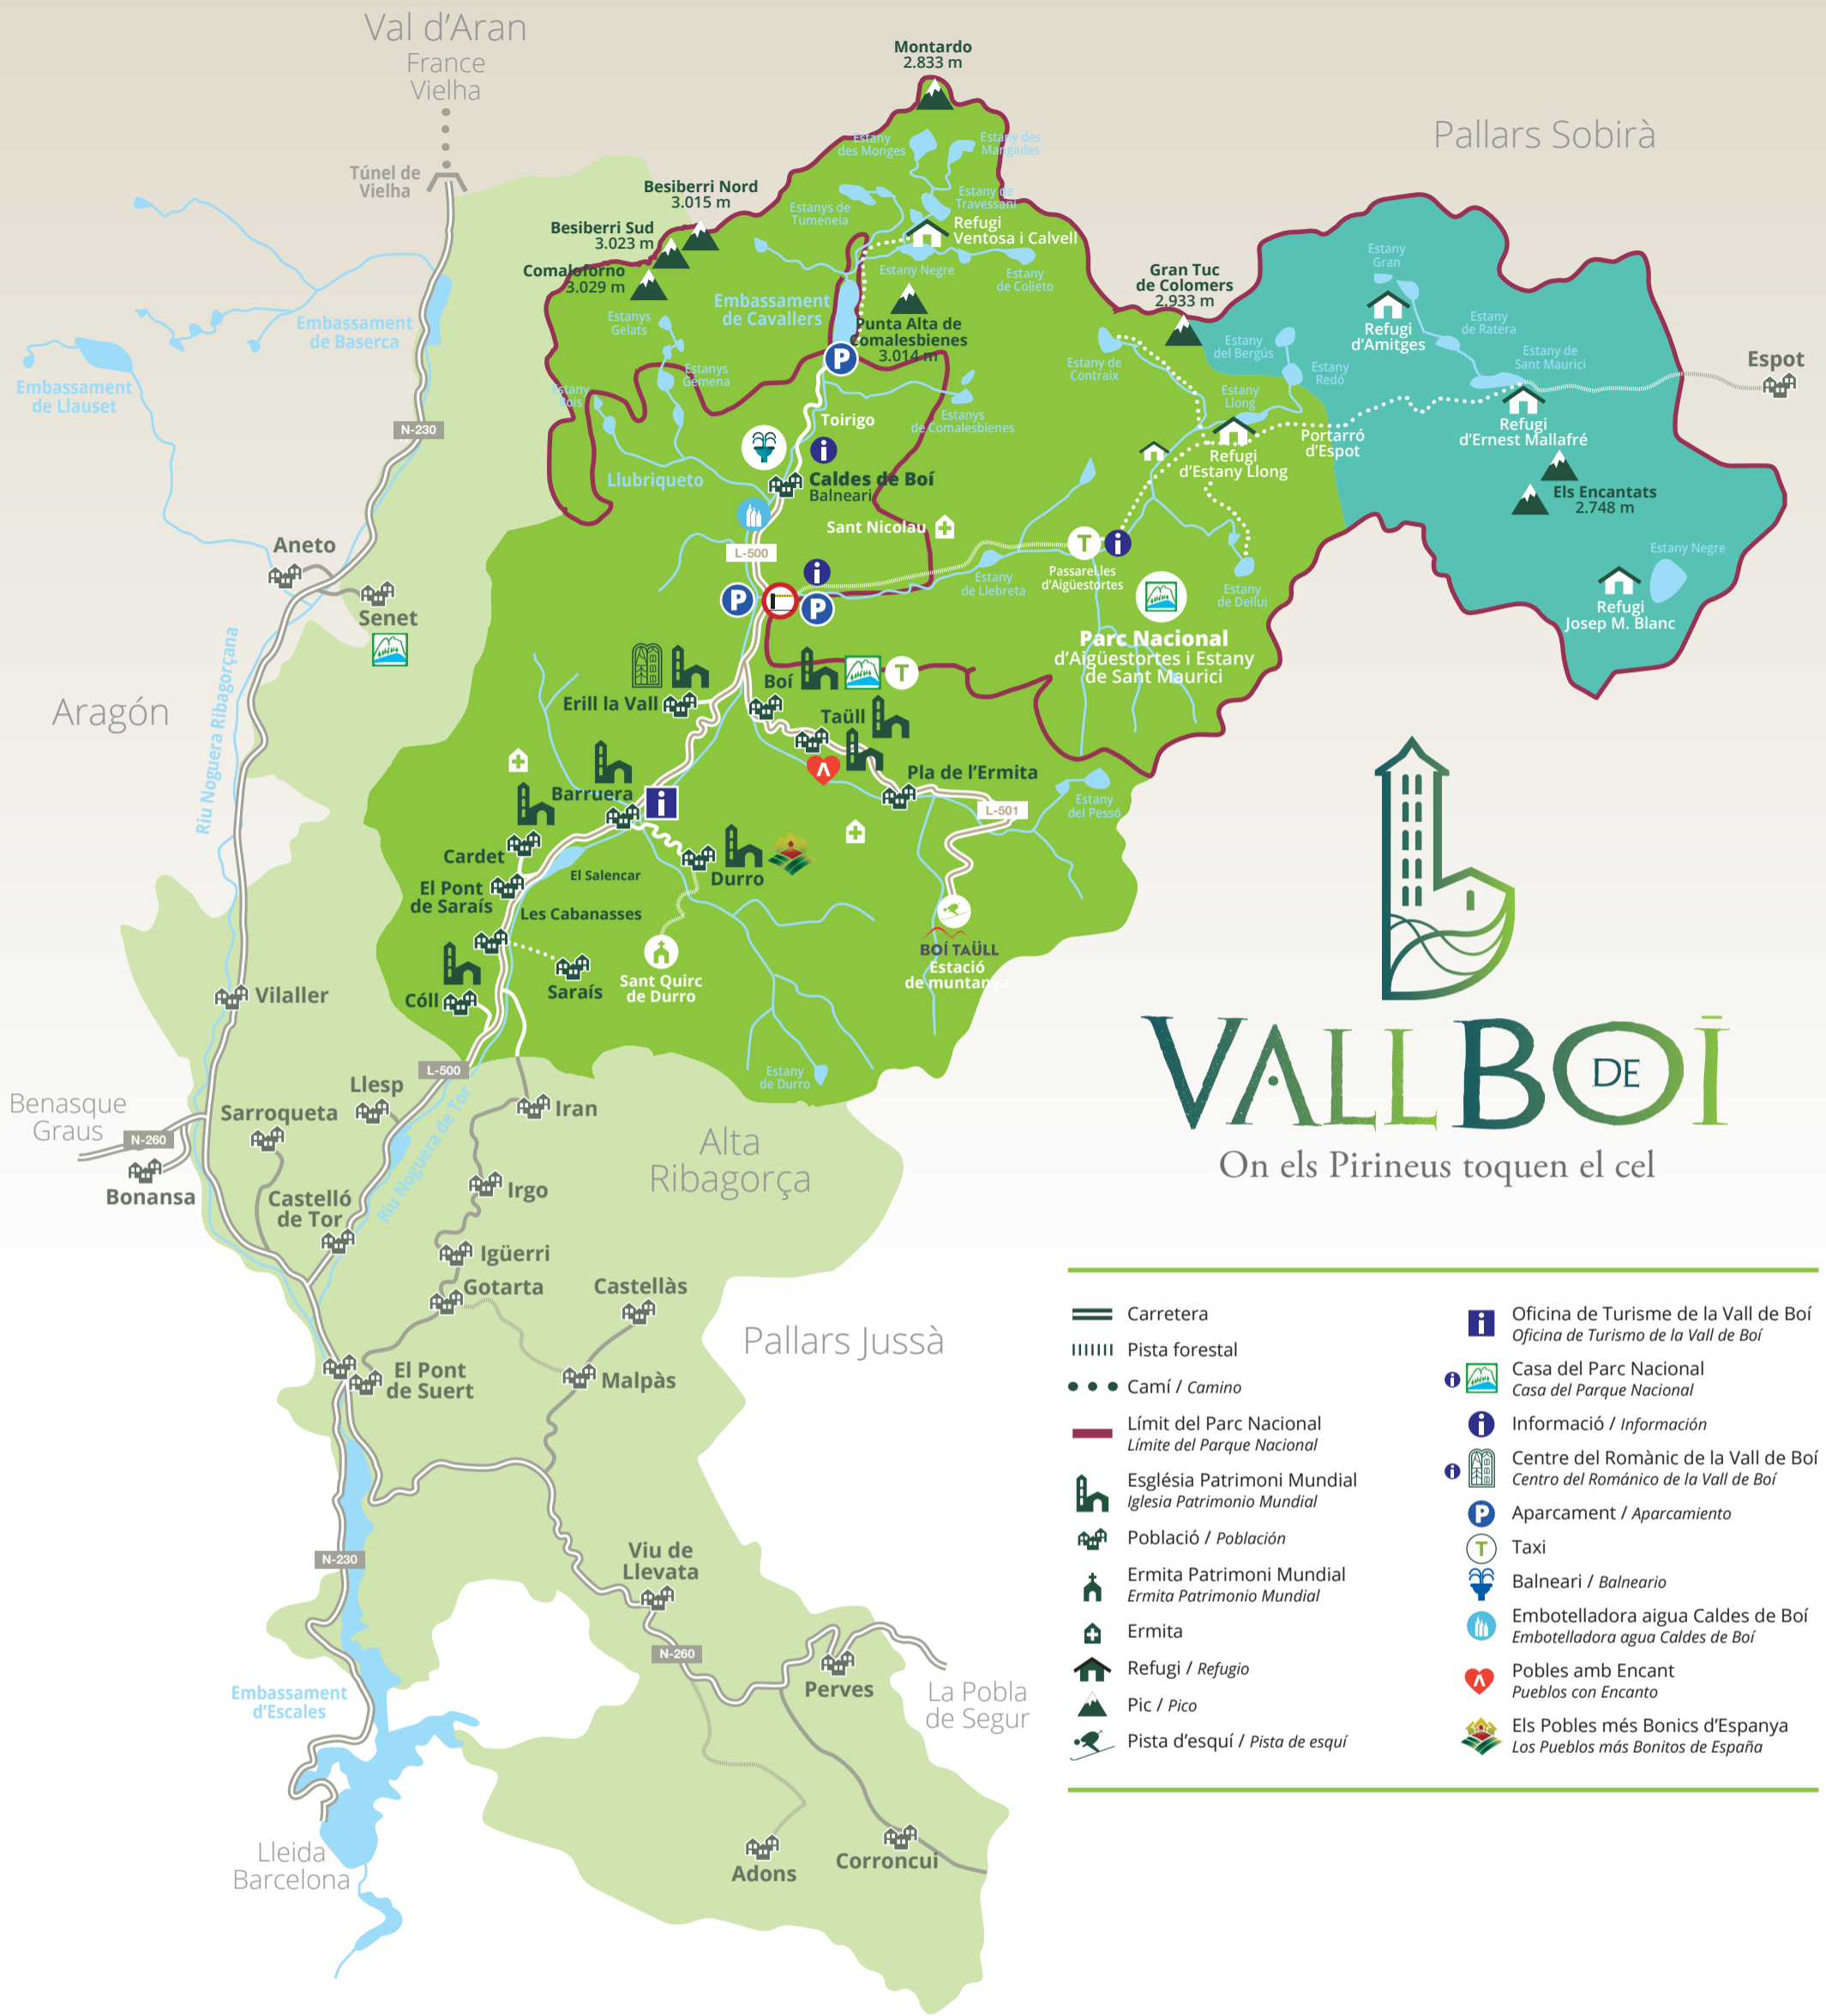 Val d'Aran
France
Vielha
Túnel de
Vielha
Montardo
2.833 m
Pallars Sobirà
Estany
des Monges
Estany des
Mangades
Besiberri Nord
3.015 m
Estanys de
Tumeneia
Estany de
Travessani
Besiberri Sud
3.023 m
Refugi
Ventosa i Calvell
Comaloforno
3.029 m
Estany Negre
Estany
de Colieto
Gran Tuc
de Colomers
2.933 m
Estany
Gran
Embassament
de Cavallers
Estanys
Gelats
Punta Alta de
Comalesbienes
3.014 m
P
Embassament
de Baserca
Refugi
d'Amitges
Estany
de Ratera
Estany
del Bergús
Estany de
Sant Maurici
Espot
Embassament
de Llauset
Estany
de Contraix
Estany
Redó
Estanys
Gémena
Estany
Roís
Estany
Llong
N-230
Toirigo
Estanys
de Comalesbienes
Refugi
d'Ernest Mallafré
Portarró
d'Espot
Refugi
d'Estany Llong
i
Llubriqueto
Caldes de Boí
Balneari
Els Encantats
2.748 m
Sant Nicolau
L-500
T
i
Aneto
Passarel.les
d'Aigüestortes
Estany Negre
i
Estany
de Llebreta
Estany
de Dellui
P
P
Senet
Refugi
Josep M. Blanc
Parc Nacional
d'Aigüestortes i Estany
de Sant Maurici
Riu Noguera Ribagorçana
Boí
T
Erill la Vall
Aragón
Taüll
Pla de l'Ermita
Barruera
i
L-501
Estany
del Pessó
Cardet
El Salencar
Durro
El Pont
de Saraís
Les Cabanasses
BOÍ TAÜLL
Estació
de muntanya
Sant Quirc
de Durro
Saraís
Cóll
Vilaller
VALL DE BOÍ
On els Pirineus toquen el cel
L-500
Estany
de Durro
Llesp
Benasque
Graus
Sarroqueta
Iran
N-260
Riu Noguera de Tor
Alta
Ribagorça
Bonansa
Castelló
de Tor
Irgo
Igüerri
Gotarta
Castellàs
Pallars Jussà
El Pont
de Suert
Malpàs
N-230
Viu de
Llevata
N-260
Perves
Embassament
d'Escales
La Pobla
de Segur
Lleida
Barcelona
Adons
Corroncui
Carretera
Pista forestal
Camí / Camino
Límit del Parc Nacional
Límite del Parque Nacional
Església Patrimoni Mundial
Iglesia Patrimonio Mundial
Població / Población
Ermita Patrimoni Mundial
Ermita Patrimonio Mundial
Ermita
Refugi / Refugio
Pic / Pico
Pista d'esquí / Pista de esquí
i Oficina de Turisme de la Vall de Boí
Oficina de Turismo de la Vall de Boí
i Casa del Parc Nacional
Casa del Parque Nacional
i Informació / Información
i Centre del Romànic de la Vall de Boí
Centro del Románico de la Vall de Boí
P Aparcament / Aparcamiento
T Taxi
Balneari / Balneario
Embotelladora aigua Caldes de Boí
Embotelladora agua Caldes de Boí
Pobles amb Encant
Pueblos con Encanto
Els Pobles més Bonics d'Espanya
Los Pueblos más Bonitos de España